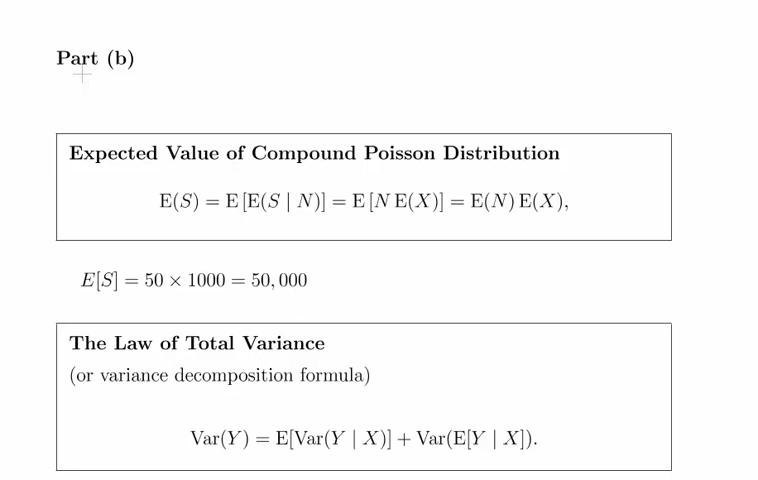 Part (b)
Expected Value of Compound Poisson Distribution
E(S) = E [E(S | N)] = E [N E(X)] = E(N) E(X),
E[S] = 50 × 1000 = 50, 000
The Law of Total Variance
(or variance decomposition formula)
Var(Y) = E[Var(Y | X)] + Var(E[Y | X]).